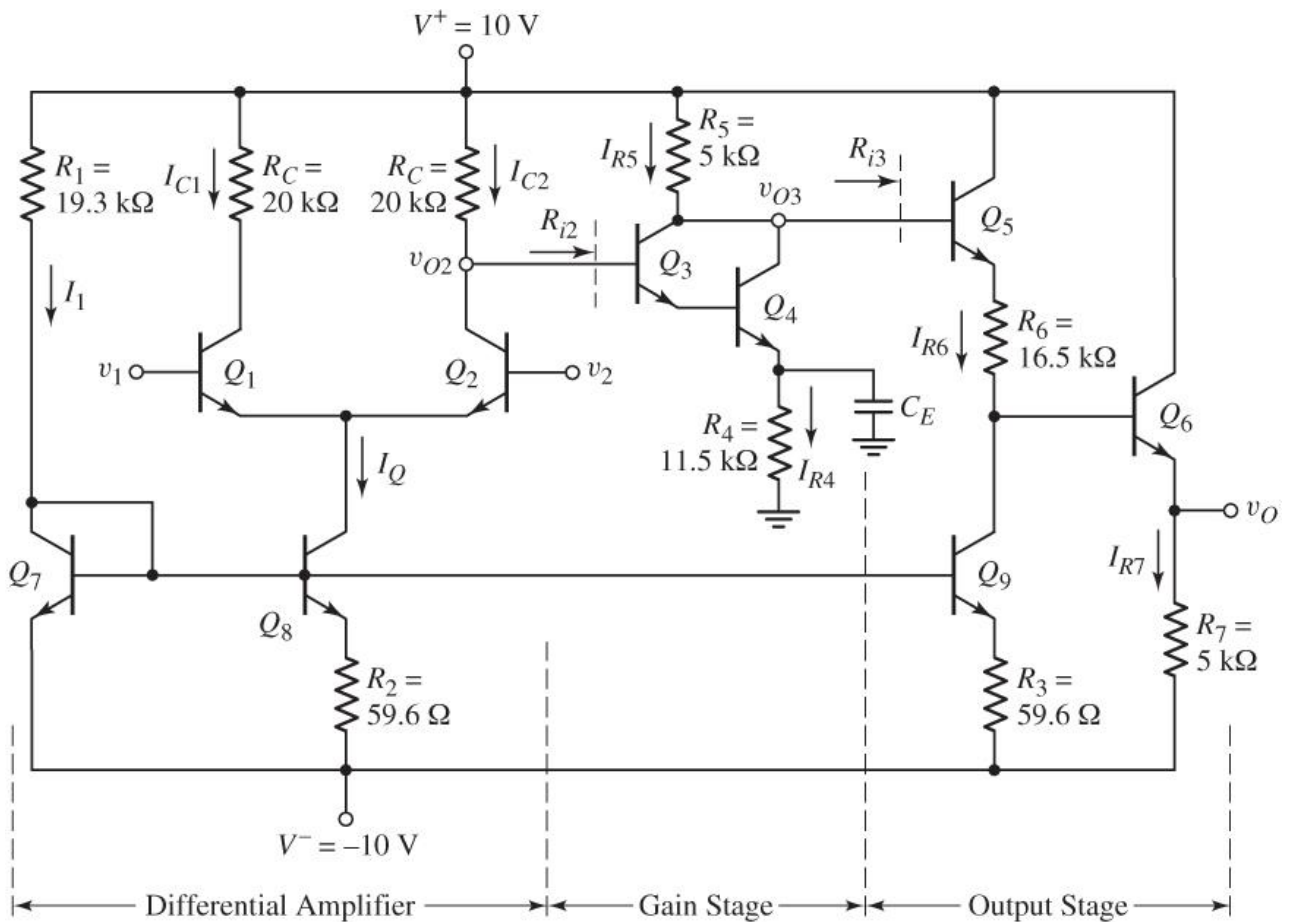 V⁺ = 10 V
R₁ =
19.3 kΩ
I_C1
R_C =
20 kΩ
R_C =
20 kΩ
I_C2
I_R5
R₅ =
5 kΩ
R_i3
R_i2
v_O3
Q₅
v_O2
Q₃
I₁
Q₄
I_R6
R₆ =
16.5 kΩ
v₁
Q₁
Q₂
v₂
R₄ =
11.5 kΩ
I_R4
C_E
Q₆
I_Q
v_O
Q₇
Q₈
Q₉
I_R7
R₇ =
5 kΩ
R₂ =
59.6 Ω
R₃ =
59.6 Ω
V⁻ = –10 V
Differential Amplifier
Gain Stage
Output Stage